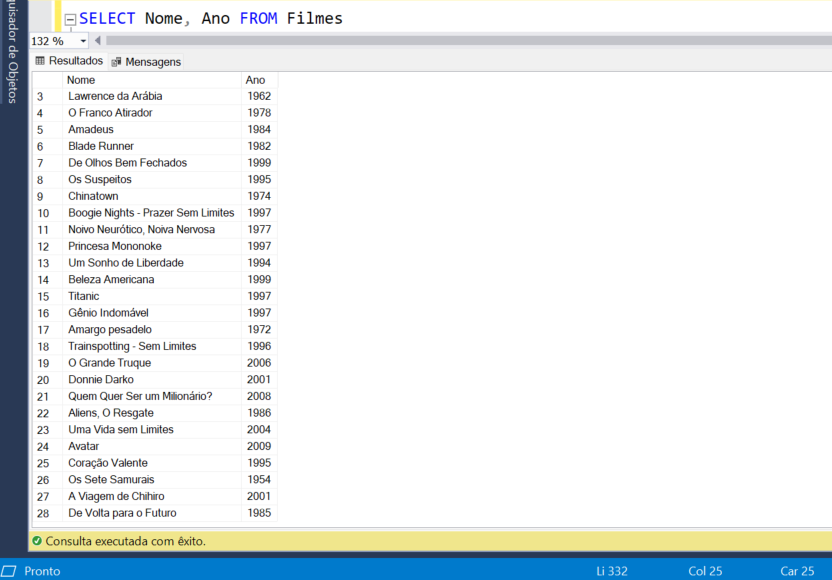 quisador de Objetos
SELECT Nome, Ano FROM Filmes
132 %
Resultados Mensagens
Nome Ano
3 Lawrence da Arábia 1962
4 O Franco Atirador 1978
5 Amadeus 1984
6 Blade Runner 1982
7 De Olhos Bem Fechados 1999
8 Os Suspeitos 1995
9 Chinatown 1974
10 Boogie Nights - Prazer Sem Limites 1997
11 Noivo Neurótico, Noiva Nervosa 1977
12 Princesa Mononoke 1997
13 Um Sonho de Liberdade 1994
14 Beleza Americana 1999
15 Titanic 1997
16 Gênio Indomável 1997
17 Amargo pesadelo 1972
18 Trainspotting - Sem Limites 1996
19 O Grande Truque 2006
20 Donnie Darko 2001
21 Quem Quer Ser um Milionário? 2008
22 Aliens, O Resgate 1986
23 Uma Vida sem Limites 2004
24 Avatar 2009
25 Coração Valente 1995
26 Os Sete Samurais 1954
27 A Viagem de Chihiro 2001
28 De Volta para o Futuro 1985
Consulta executada com êxito.
Pronto Li 332 Col 25 Car 25